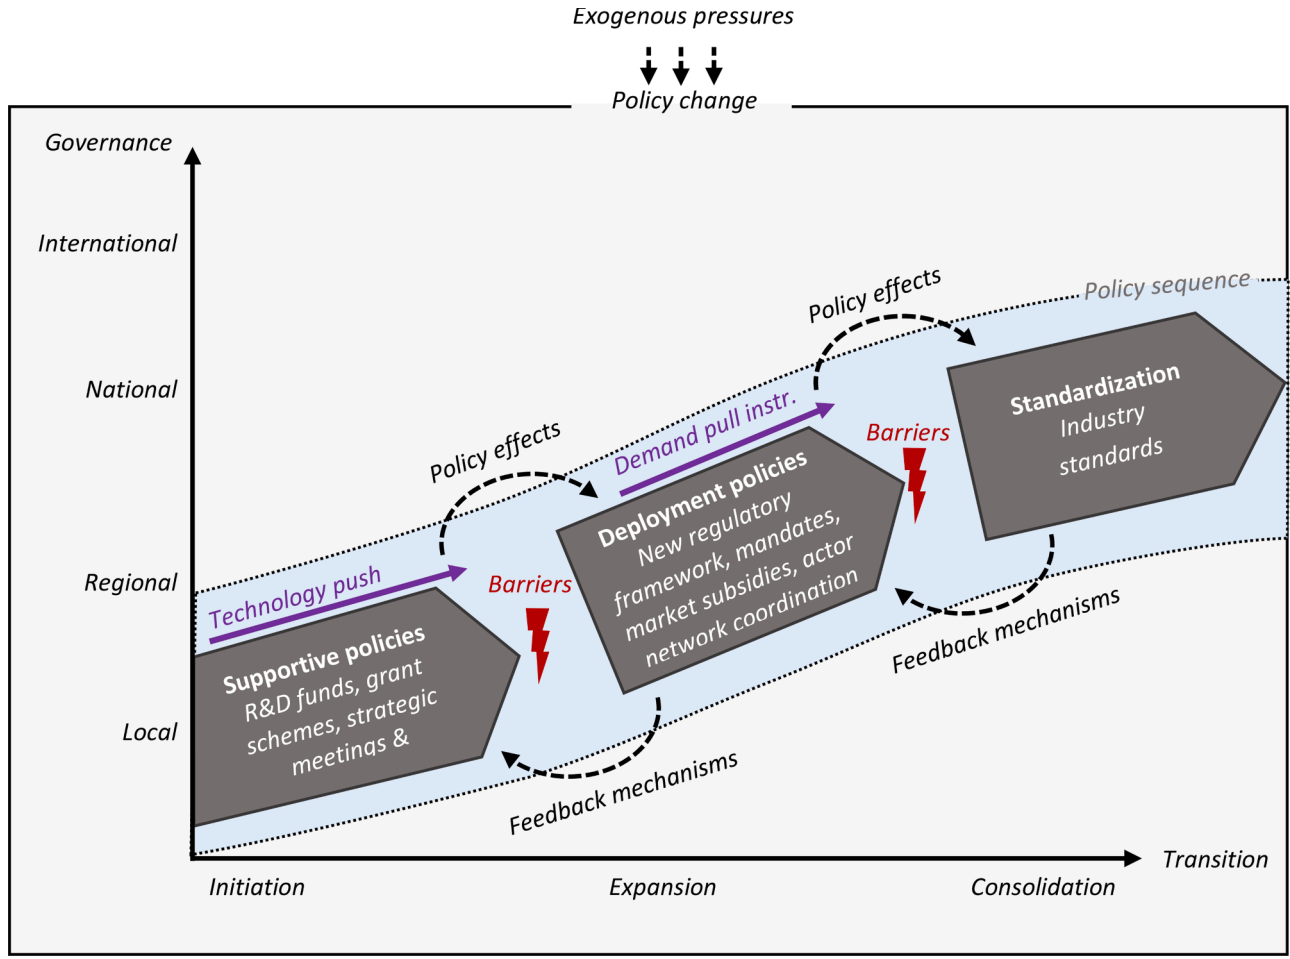 Exogenous pressures
Policy change
Governance
International
National
Regional
Local
Technology push
Supportive policies
R&D funds, grant
schemes, strategic
meetings &
Policy effects
Barriers
Feedback mechanisms
Demand pull instr.
Deployment policies
New regulatory
framework, mandates,
market subsidies, actor
network coordination
Policy effects
Barriers
Feedback mechanisms
Policy sequence
Standardization
Industry
standards
Initiation
Expansion
Consolidation
Transition